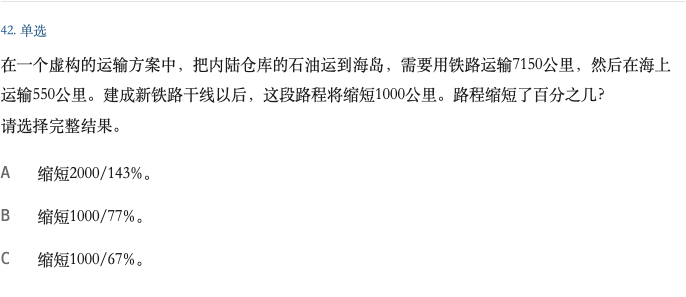 42. 单选
在一个虚构的运输方案中，把内陆仓库的石油运到海岛，需要用铁路运输7150公里，然后在海上
运输550公里。建成新铁路干线以后，这段路程将缩短1000公里。路程缩短了百分之几？
请选择完整结果。
A 缩短2000/143%。
B 缩短1000/77%。
C 缩短1000/67%。